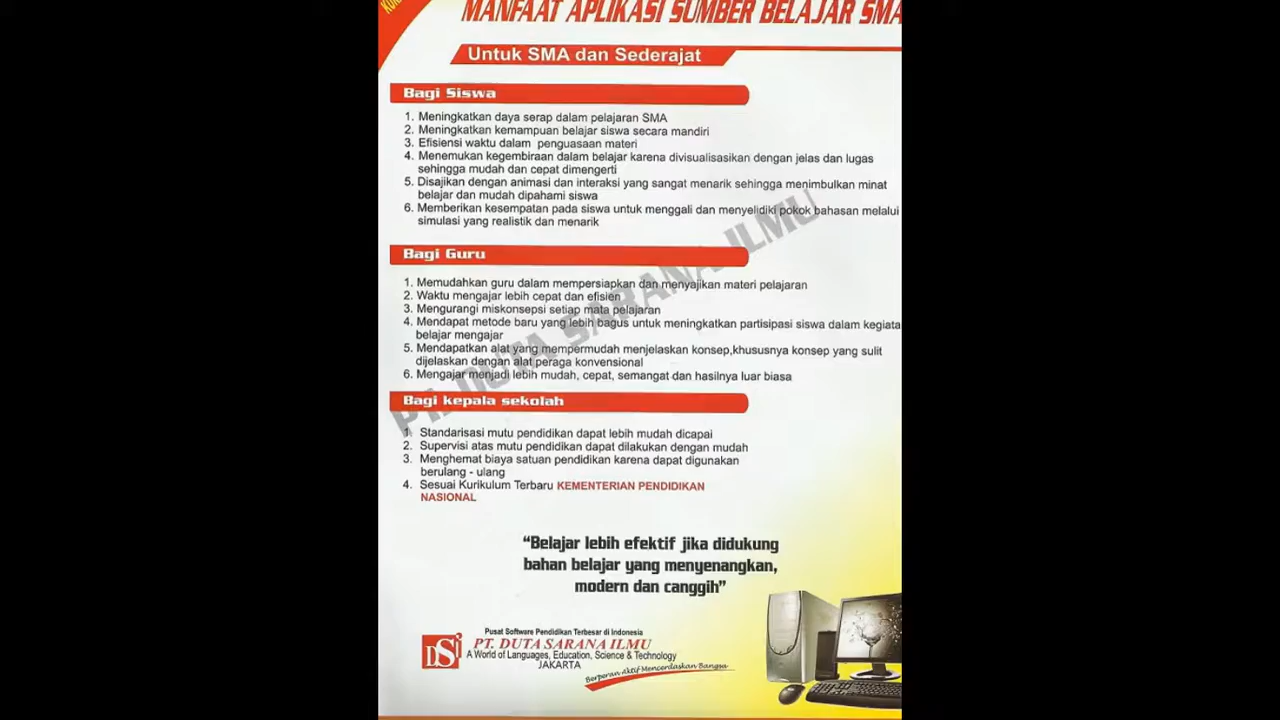 MANFAAT APLIKASI SUMBER BELAJAR SMA
Untuk SMA dan Sederajat
Bagi Siswa
1. Meningkatkan daya serap dalam pelajaran SMA
2. Meningkatkan kemampuan belajar siswa secara mandiri
3. Efisiensi waktu dalam penguasaan materi
4. Menemukan kegembiraan dalam belajar karena divisualisasikan dengan jelas dan lugas
sehingga mudah dan cepat dimengerti
5. Disajikan dengan animasi dan interaksi yang sangat menarik sehingga menimbulkan minat
belajar dan mudah dipahami siswa
6. Memberikan kesempatan pada siswa untuk menggali dan menyelidiki pokok bahasan melalui
simulasi yang realistik dan menarik
Bagi Guru
1. Memudahkan guru dalam mempersiapkan dan menyajikan materi pelajaran
2. Waktu mengajar lebih cepat dan efisien
3. Mengurangi miskonsepsi setiap mata pelajaran
4. Mendapat metode baru yang lebih bagus untuk meningkatkan partisipasi siswa dalam kegiata
belajar mengajar
5. Mendapatkan alat yang mempermudah menjelaskan konsep,khususnya konsep yang sulit
dijelaskan dengan alat peraga konvensional
6. Mengajar menjadi lebih mudah, cepat, semangat dan hasilnya luar biasa
Bagi kepala sekolah
1. Standarisasi mutu pendidikan dapat lebih mudah dicapai
2. Supervisi atas mutu pendidikan dapat dilakukan dengan mudah
3. Menghemat biaya satuan pendidikan karena dapat digunakan
berulang - ulang
4. Sesuai Kurikulum Terbaru KEMENTERIAN PENDIDIKAN
NASIONAL
PT. DUTA SARANA ILMU
“Belajar lebih efektif jika didukung
bahan belajar yang menyenangkan,
modern dan canggih”
DSI
Pusat Software Pendidikan Terbesar di Indonesia
PT. DUTA SARANA ILMU
A World of Languages, Education, Science & Technology
JAKARTA
Berperan Aktif Mencerdaskan Bangsa